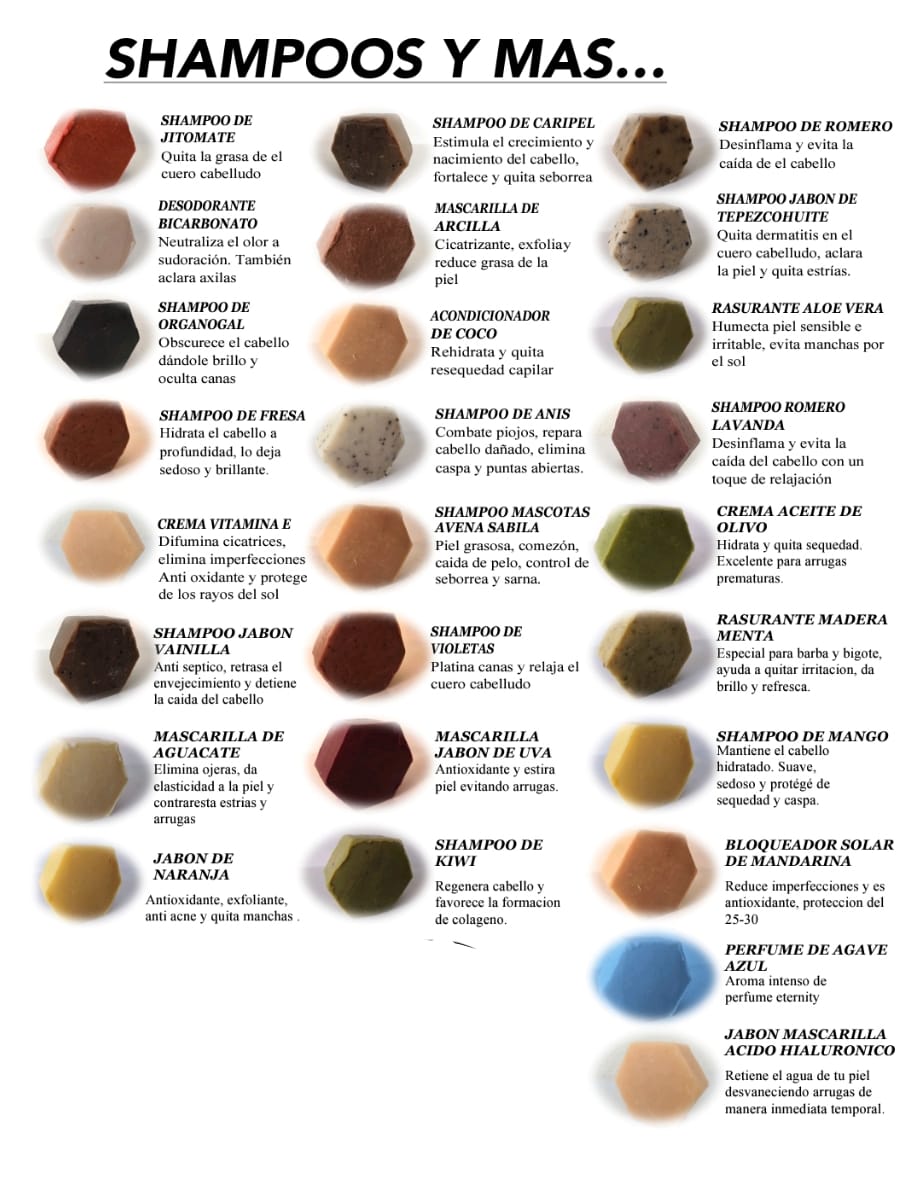 SHAMPOOS Y MAS...
SHAMPOO DE
JITOMATE
Quita la grasa de el
cuero cabelludo
DESODORANTE
BICARBONATO
Neutraliza el olor a
sudoración. También
aclara axilas
SHAMPOO DE
ORGANOGAL
Obscurece el cabello
dándole brillo y
oculta canas
SHAMPOO DE FRESA
Hidrata el cabello a
profundidad, lo deja
sedoso y brillante.
CREMA VITAMINA E
Difumina cicatrices,
elimina imperfecciones
Anti oxidante y protege
de los rayos del sol
SHAMPOO JABON
VAINILLA
Anti septico, retrasa el
envejecimiento y detiene
la caida del cabello
MASCARILLA DE
AGUACATE
Elimina ojeras, da
elasticidad a la piel y
contraresta estrias y
arrugas
JABON DE
NARANJA
Antioxidante, exfoliante,
anti acne y quita manchas .
SHAMPOO DE CARIPEL
Estimula el crecimiento y
nacimiento del cabello,
fortalece y quita seborrea
MASCARILLA DE
ARCILLA
Cicatrizante, exfoliay
reduce grasa de la
piel
ACONDICIONADOR
DE COCO
Rehidrata y quita
resequedad capilar
SHAMPOO DE ANIS
Combate piojos, repara
cabello dañado, elimina
caspa y puntas abiertas.
SHAMPOO MASCOTAS
AVENA SABILA
Piel grasosa, comezón,
caida de pelo, control de
seborrea y sarna.
SHAMPOO DE
VIOLETAS
Platina canas y relaja el
cuero cabelludo
MASCARILLA
JABON DE UVA
Antioxidante y estira
piel evitando arrugas.
SHAMPOO DE
KIWI
Regenera cabello y
favorece la formacion
de colageno.
SHAMPOO DE ROMERO
Desinflama y evita la
caída de el cabello
SHAMPOO JABON DE
TEPEZCOHUITE
Quita dermatitis en el
cuero cabelludo, aclara
la piel y quita estrías.
RASURANTE ALOE VERA
Humecta piel sensible e
irritable, evita manchas por
el sol
SHAMPOO ROMERO
LAVANDA
Desinflama y evita la
caída del cabello con un
toque de relajación
CREMA ACEITE DE
OLIVO
Hidrata y quita sequedad.
Excelente para arrugas
prematuras.
RASURANTE MADERA
MENTA
Especial para barba y bigote,
ayuda a quitar irritacion, da
brillo y refresca.
SHAMPOO DE MANGO
Mantiene el cabello
hidratado. Suave,
sedoso y protégé de
sequedad y caspa.
BLOQUEADOR SOLAR
DE MANDARINA
Reduce imperfecciones y es
antioxidante, proteccion del
25-30
PERFUME DE AGAVE
AZUL
Aroma intenso de
perfume eternity
JABON MASCARILLA
ACIDO HIALURONICO
Retiene el agua de tu piel
desvaneciendo arrugas de
manera inmediata temporal.